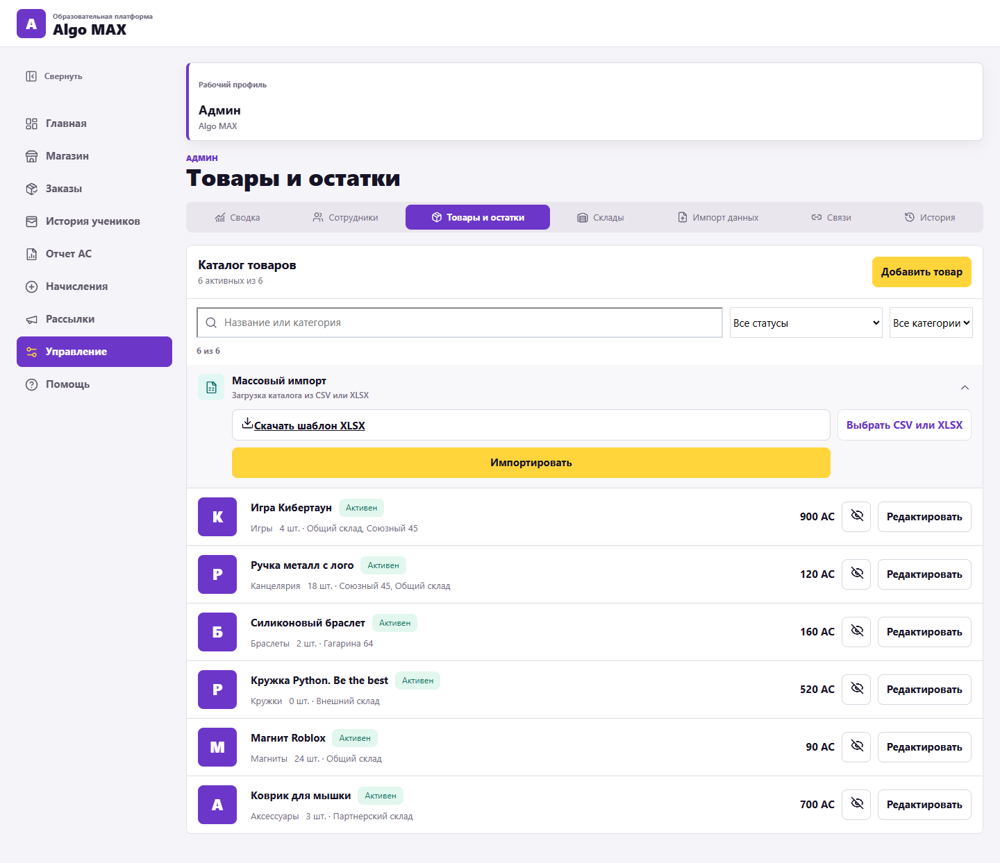 A
Образовательная платформа
Algo MAX
Свернуть
Главная
Магазин
Заказы
История учеников
Отчет АС
Начисления
Рассылки
Управление
Помощь
Рабочий профиль
Админ
Algo MAX
АДМИН
Товары и остатки
Сводка
Сотрудники
Товары и остатки
Склады
Импорт данных
Связи
История
Каталог товаров
6 активных из 6
Добавить товар
Название или категория
Все статусы
Все категории
6 из 6
Массовый импорт
Загрузка каталога из CSV или XLSX
Скачать шаблон XLSX
Выбрать CSV или XLSX
Импортировать
К
Игра Кибертаун Активен
Игры 4 шт. · Общий склад, Союзный 45
900 АС
Редактировать
Р
Ручка металл с лого Активен
Канцелярия 18 шт. · Союзный 45, Общий склад
120 АС
Редактировать
Б
Силиконовый браслет Активен
Браслеты 2 шт. · Гагарина 64
160 АС
Редактировать
Р
Кружка Python. Be the best Активен
Кружки 0 шт. · Внешний склад
520 АС
Редактировать
М
Магнит Roblox Активен
Магниты 24 шт. · Общий склад
90 АС
Редактировать
А
Коврик для мышки Активен
Аксессуары 3 шт. · Партнерский склад
700 АС
Редактировать